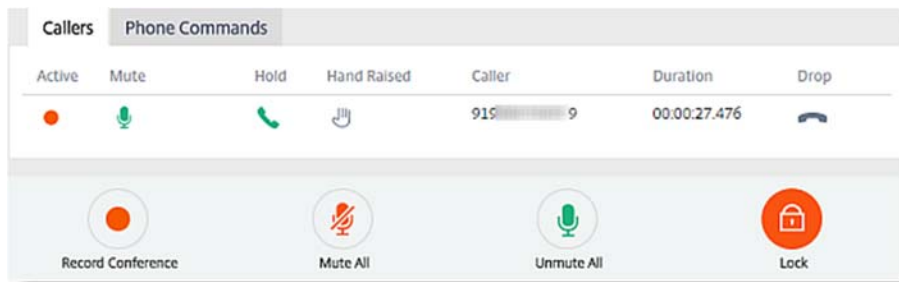 Callers Phone Commands
Active Mute Hold Hand Raised Caller Duration Drop
919 9 00:00:27.476
Record Conference Mute All Unmute All Lock